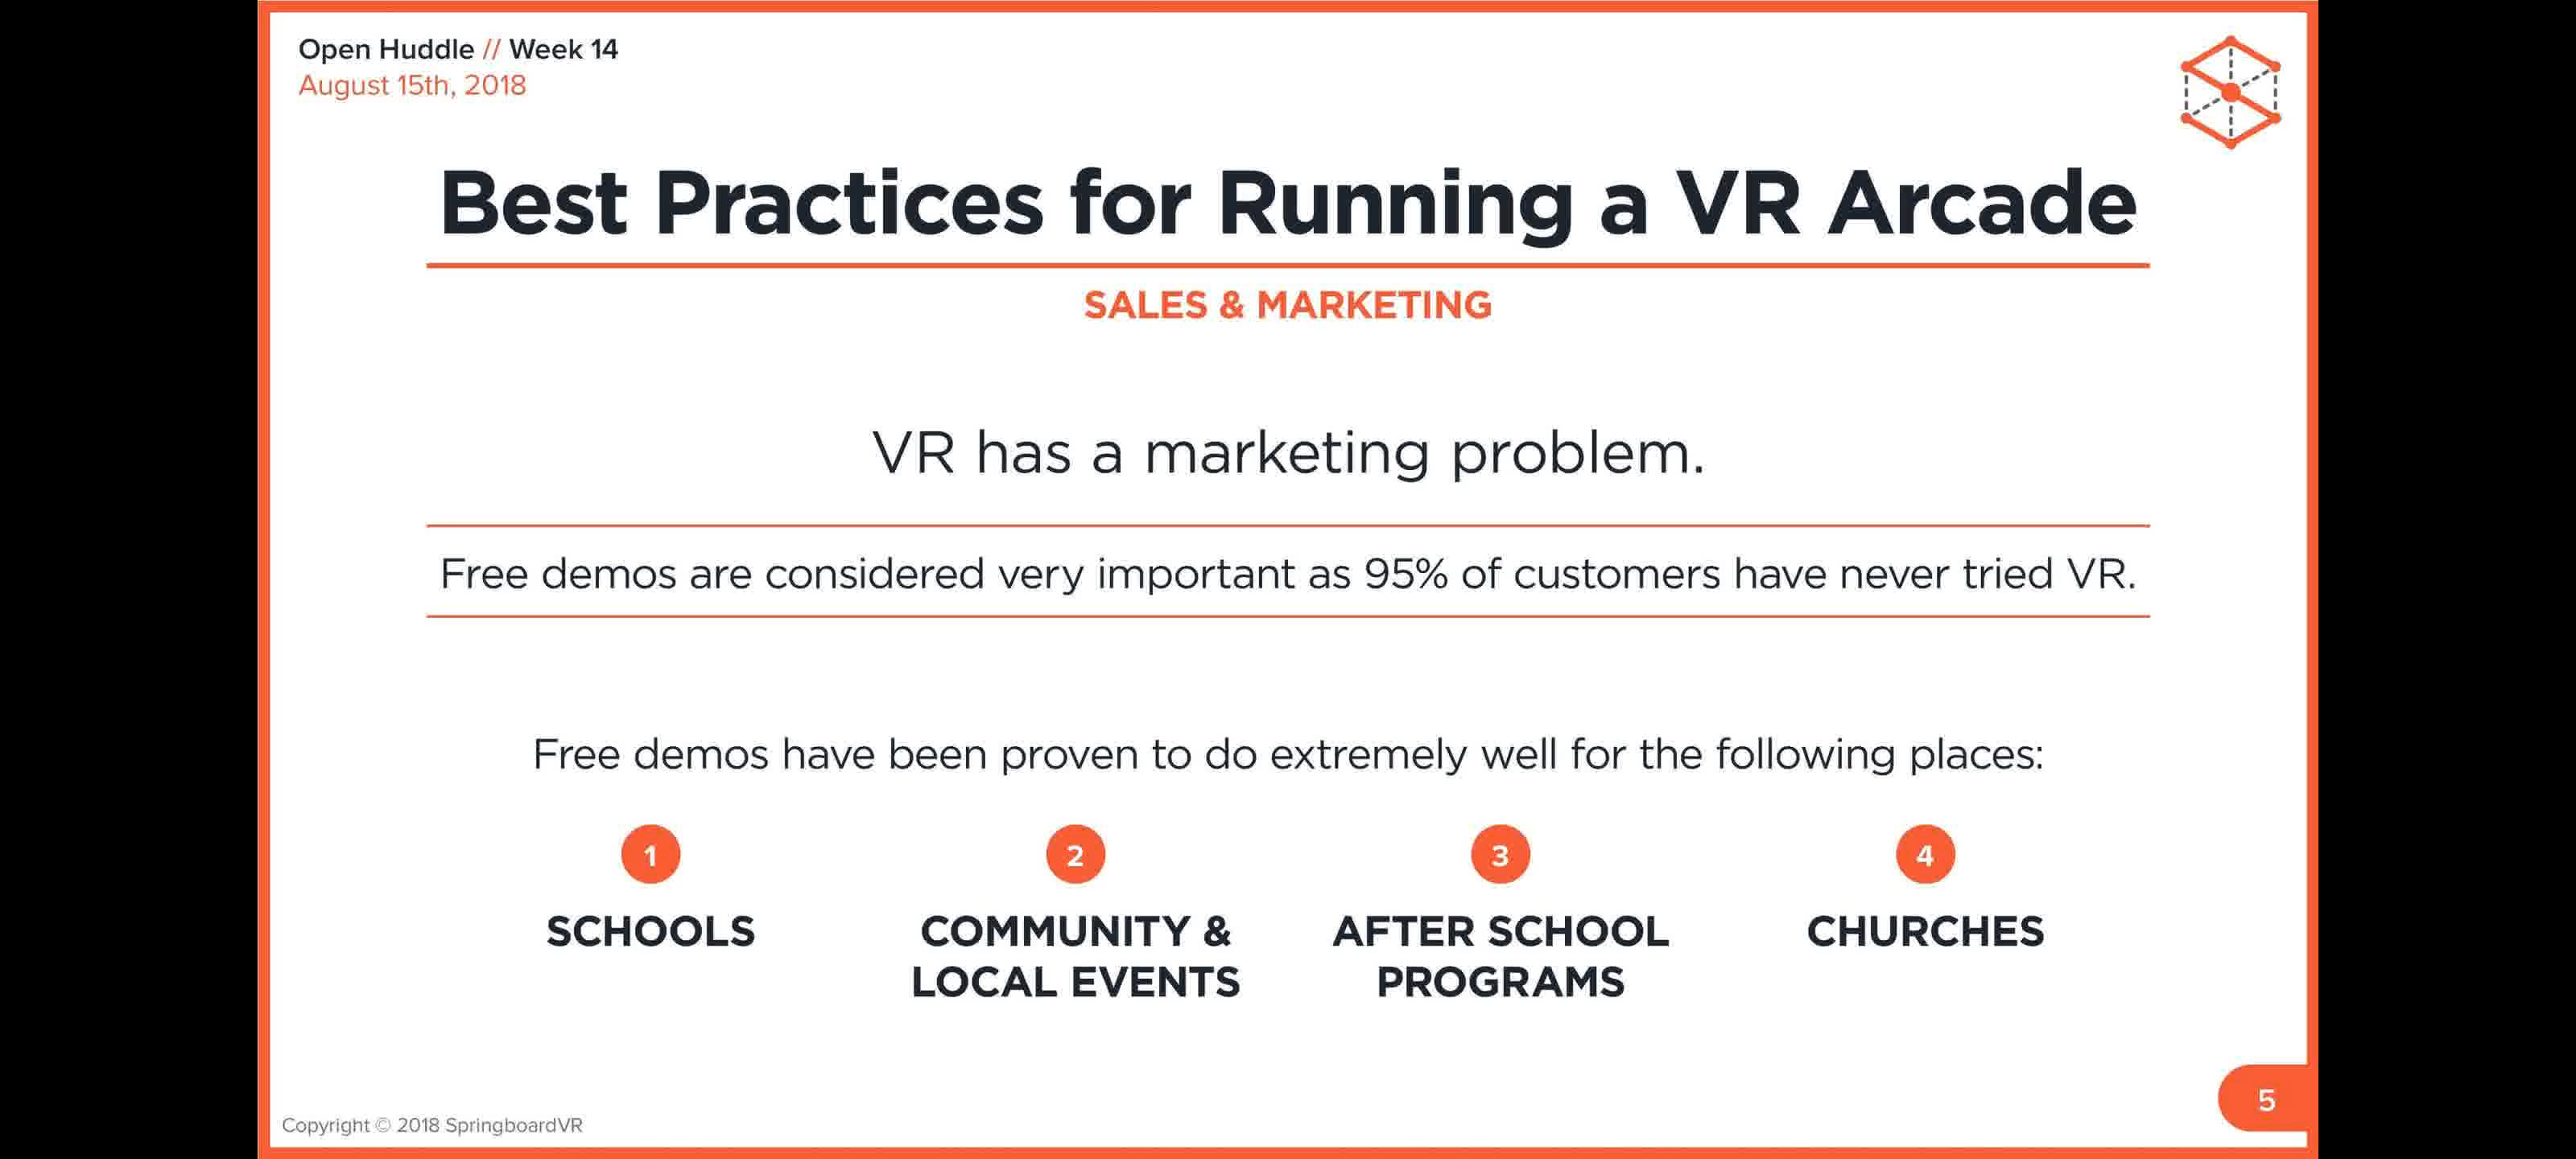 Open Huddle // Week 14
August 15th, 2018
Best Practices for Running a VR Arcade
SALES & MARKETING
VR has a marketing problem.
Free demos are considered very important as 95% of customers have never tried VR.
Free demos have been proven to do extremely well for the following places:
1
SCHOOLS
2
COMMUNITY &
LOCAL EVENTS
3
AFTER SCHOOL
PROGRAMS
4
CHURCHES
Copyright © 2018 SpringboardVR
5